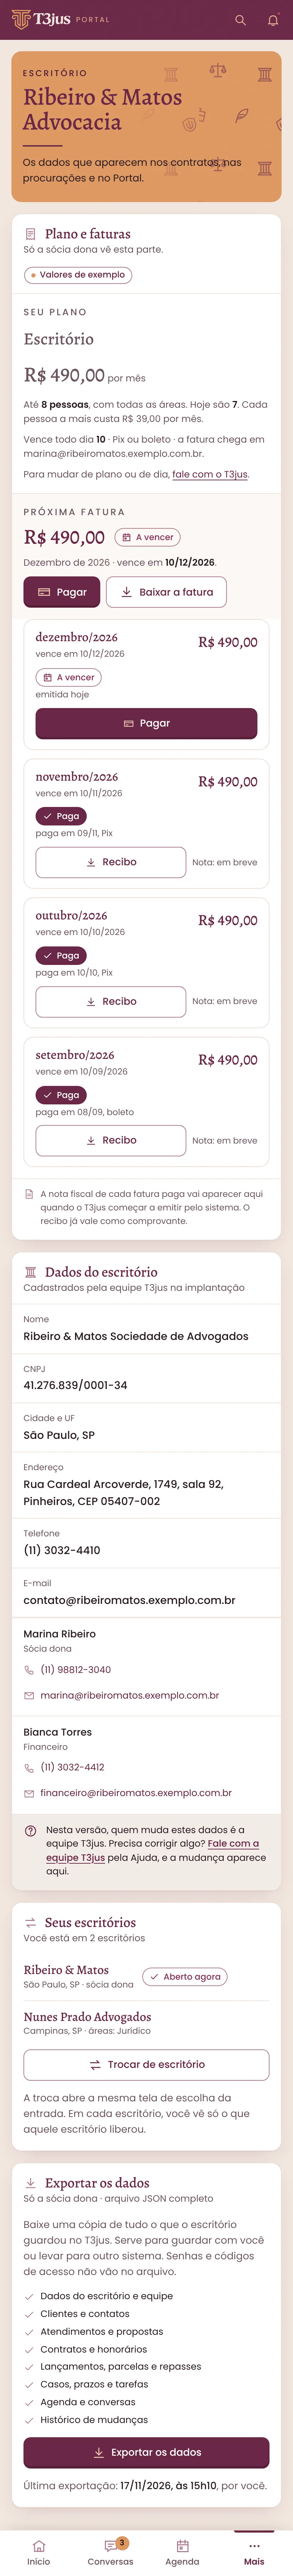 T3jus PORTAL
ESCRITÓRIO
Ribeiro & Matos
Advocacia
Os dados que aparecem nos contratos, nas
procurações e no Portal.
Plano e faturas
Só a sócia dona vê esta parte.
Valores de exemplo
SEU PLANO
Escritório
R$ 490,00 por mês
Até 8 pessoas, com todas as áreas. Hoje são 7. Cada
pessoa a mais custa R$ 39,00 por mês.
Vence todo dia 10 · Pix ou boleto · a fatura chega em
marina@ribeiromatos.exemplo.com.br.
Para mudar de plano ou de dia, fale com o T3jus.
PRÓXIMA FATURA
R$ 490,00 A vencer
Dezembro de 2026 · vence em 10/12/2026.
Pagar Baixar a fatura
dezembro/2026 R$ 490,00
vence em 10/12/2026
A vencer
emitida hoje
Pagar
novembro/2026 R$ 490,00
vence em 10/11/2026
Paga
paga em 09/11, Pix
Recibo Nota: em breve
outubro/2026 R$ 490,00
vence em 10/10/2026
Paga
paga em 10/10, Pix
Recibo Nota: em breve
setembro/2026 R$ 490,00
vence em 10/09/2026
Paga
paga em 08/09, boleto
Recibo Nota: em breve
A nota fiscal de cada fatura paga vai aparecer aqui
quando o T3jus começar a emitir pelo sistema. O
recibo já vale como comprovante.
Dados do escritório
Cadastrados pela equipe T3jus na implantação
Nome
Ribeiro & Matos Sociedade de Advogados
CNPJ
41.276.839/0001-34
Cidade e UF
São Paulo, SP
Endereço
Rua Cardeal Arcoverde, 1749, sala 92,
Pinheiros, CEP 05407-002
Telefone
(11) 3032-4410
E-mail
contato@ribeiromatos.exemplo.com.br
Marina Ribeiro
Sócia dona
(11) 98812-3040
marina@ribeiromatos.exemplo.com.br
Bianca Torres
Financeiro
(11) 3032-4412
financeiro@ribeiromatos.exemplo.com.br
Nesta versão, quem muda estes dados é a
equipe T3jus. Precisa corrigir algo? Fale com a
equipe T3jus pela Ajuda, e a mudança aparece
aqui.
Seus escritórios
Você está em 2 escritórios
Ribeiro & Matos Aberto agora
São Paulo, SP · sócia dona
Nunes Prado Advogados
Campinas, SP · áreas: Jurídico
Trocar de escritório
A troca abre a mesma tela de escolha da
entrada. Em cada escritório, você vê só o que
aquele escritório liberou.
Exportar os dados
Só a sócia dona · arquivo JSON completo
Baixe uma cópia de tudo o que o escritório
guardou no T3jus. Serve para guardar com você
ou levar para outro sistema. Senhas e códigos
de acesso não vão no arquivo.
Dados do escritório e equipe
Clientes e contatos
Atendimentos e propostas
Contratos e honorários
Lançamentos, parcelas e repasses
Casos, prazos e tarefas
Agenda e conversas
Histórico de mudanças
Exportar os dados
Última exportação: 17/11/2026, às 15h10, por você.
3
Início Conversas Agenda Mais